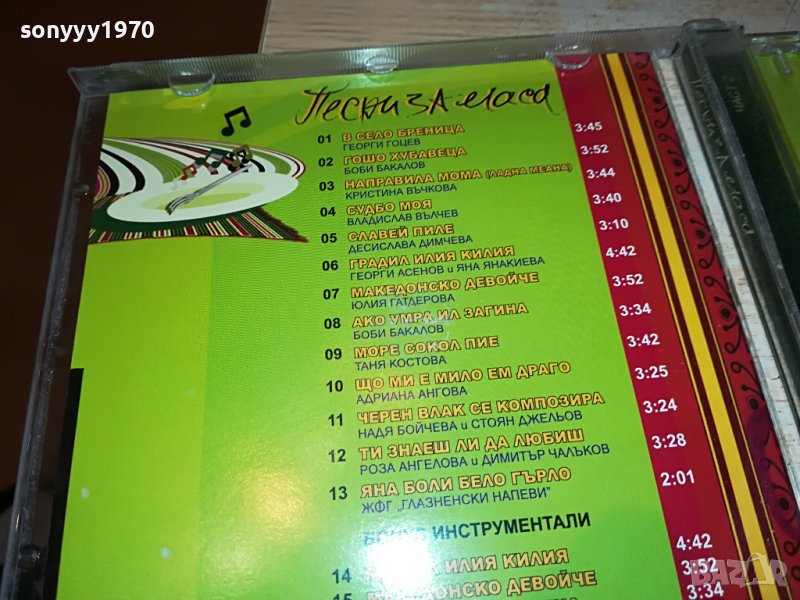 sonyyy1970
Песни за маса
01 В СЕЛО БРЕНИЦА 3:45
ГЕОРГИ ГОЦЕВ
02 ГОШО ХУБАВЕЦА 3:52
БОБИ БАКАЛОВ
03 НАПРАВИЛА МОМА (ЛАДНА МЕАНА) 3:44
КРИСТИНА ВЪЧКОВА
04 СУДБО МОЯ 3:40
ВЛАДИСЛАВ ВЪЛЧЕВ
05 СЛАВЕЙ ПИЛЕ 3:10
ДЕСИСЛАВА ДИМЧЕВА
06 ГРАДИЛ ИЛИЯ КИЛИЯ 4:42
ГЕОРГИ АСЕНОВ и ЯНА ЯНАКИЕВА
07 МАКЕДОНСКО ДЕВОЙЧЕ 3:52
ЮЛИЯ ГАГДЕРОВА
08 АКО УМРА ИЛ ЗАГИНА 3:34
БОБИ БАКАЛОВ
09 МОРЕ СОКОЛ ПИЕ 3:42
ТАНЯ КОСТОВА
10 ЩО МИ Е МИЛО ЕМ ДРАГО 3:25
АДРИАНА АНГОВА
11 ЧЕРЕН ВЛАК СЕ КОМПОЗИРА 3:24
НАДЯ БОЙЧЕВА и СТОЯН ДЖЕЛЬОВ
12 ТИ ЗНАЕШ ЛИ ДА ЛЮБИШ 3:28
РОЗА АНГЕЛОВА и ДИМИТЪР ЧАЛЪКОВ
13 ЯНА БОЛИ БЕЛО ГЪРЛО 2:01
ЖФГ „ГЛАЗНЕНСКИ НАПЕВИ"
ИНСТРУМЕНТАЛИ
14 ИЛИЯ КИЛИЯ 4:42
15 МАКЕДОНСКО ДЕВОЙЧЕ 3:52
3:34
BAZAR